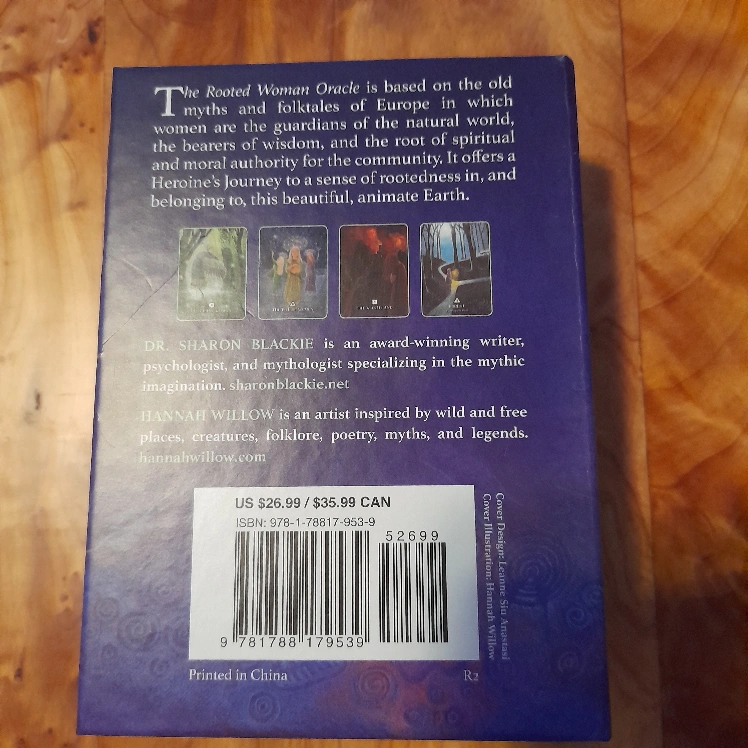 The Rooted Woman Oracle is based on the old
myths and folktales of Europe in which
women are the guardians of the natural world,
the bearers of wisdom, and the root of spiritual
and moral authority for the community. It offers a
Heroine's Journey to a sense of rootedness in, and
belonging to, this beautiful, animate Earth.
DR. SHARON BLACKIE is an award-winning writer,
psychologist, and mythologist specializing in the mythic
imagination. sharonblackie.net
HANNAH WILLOW is an artist inspired by wild and free
places, creatures, folklore, poetry, myths, and legends.
hannahwillow.com
US $26.99 / $35.99 CAN
ISBN: 978-1-78817-953-9
52699
9 781788 179539
Cover Design: Leanne Siu Anastasi
Cover Illustration: Hannah Willow
Printed in China
R2